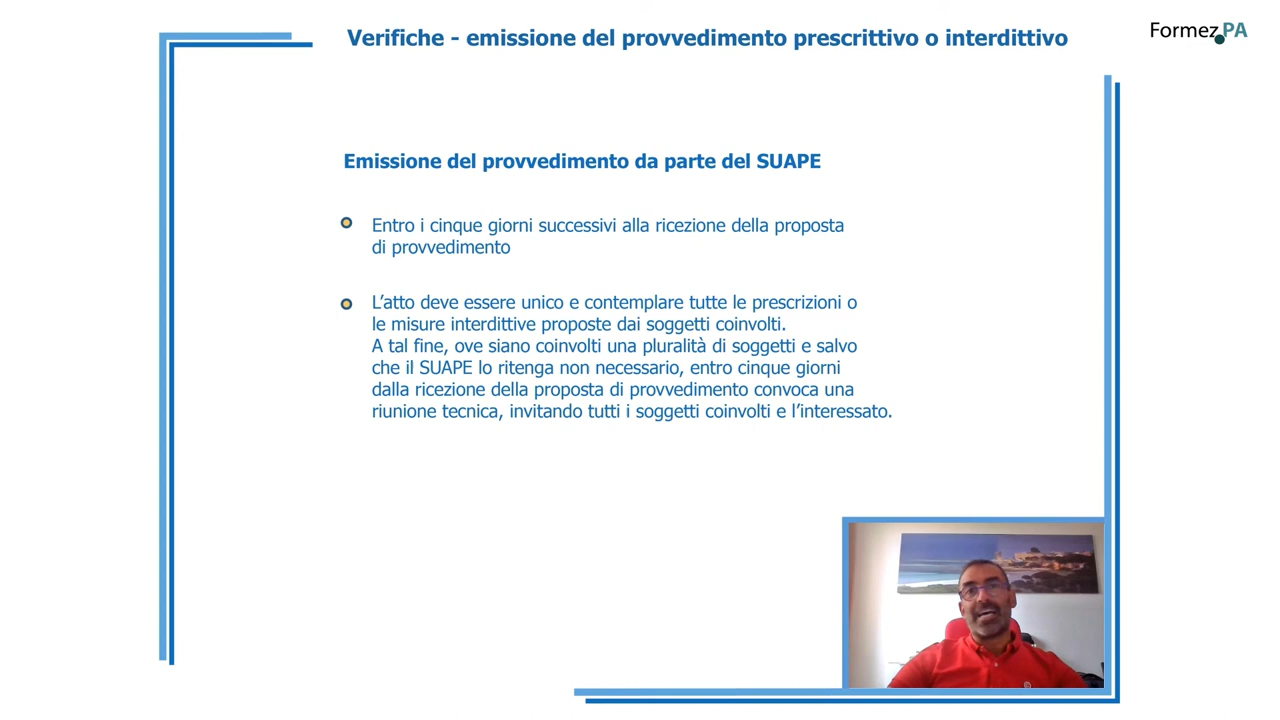 Verifiche - emissione del provvedimento prescrittivo o interdittivo
Formez PA
Emissione del provvedimento da parte del SUAPE
Entro i cinque giorni successivi alla ricezione della proposta
di provvedimento
L’atto deve essere unico e contemplare tutte le prescrizioni o
le misure interdittive proposte dai soggetti coinvolti.
A tal fine, ove siano coinvolti una pluralità di soggetti e salvo
che il SUAPE lo ritenga non necessario, entro cinque giorni
dalla ricezione della proposta di provvedimento convoca una
riunione tecnica, invitando tutti i soggetti coinvolti e l’interessato.